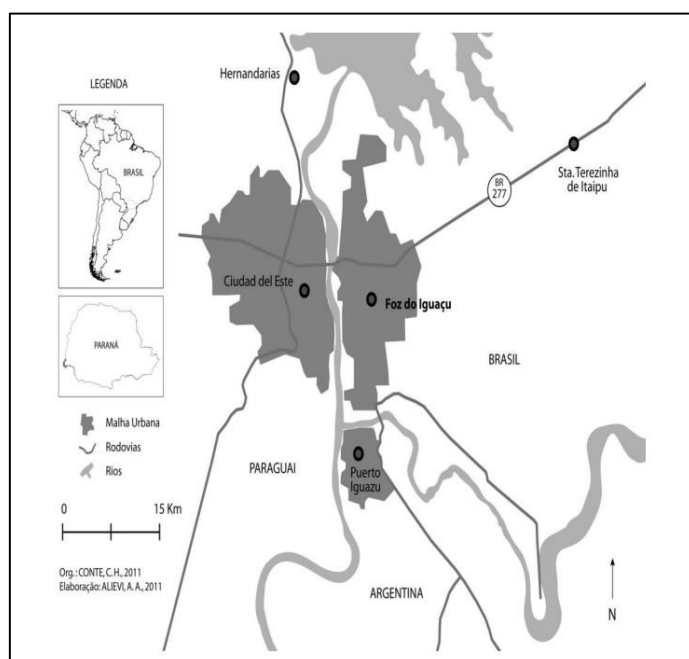 LEGENDA
BRASIL
PARANÁ
Malha Urbana
Rodovias
Rios
0 15 Km
Org.: CONTE, C. H., 2011
Elaboração: ALIEVI, A. A., 2011
Hernandarias
Sta. Terezinha
de Itaipu
BR
277
Ciudad del Este
Foz do Iguaçu
BRASIL
PARAGUAI
Puerto
Iguazu
ARGENTINA
N